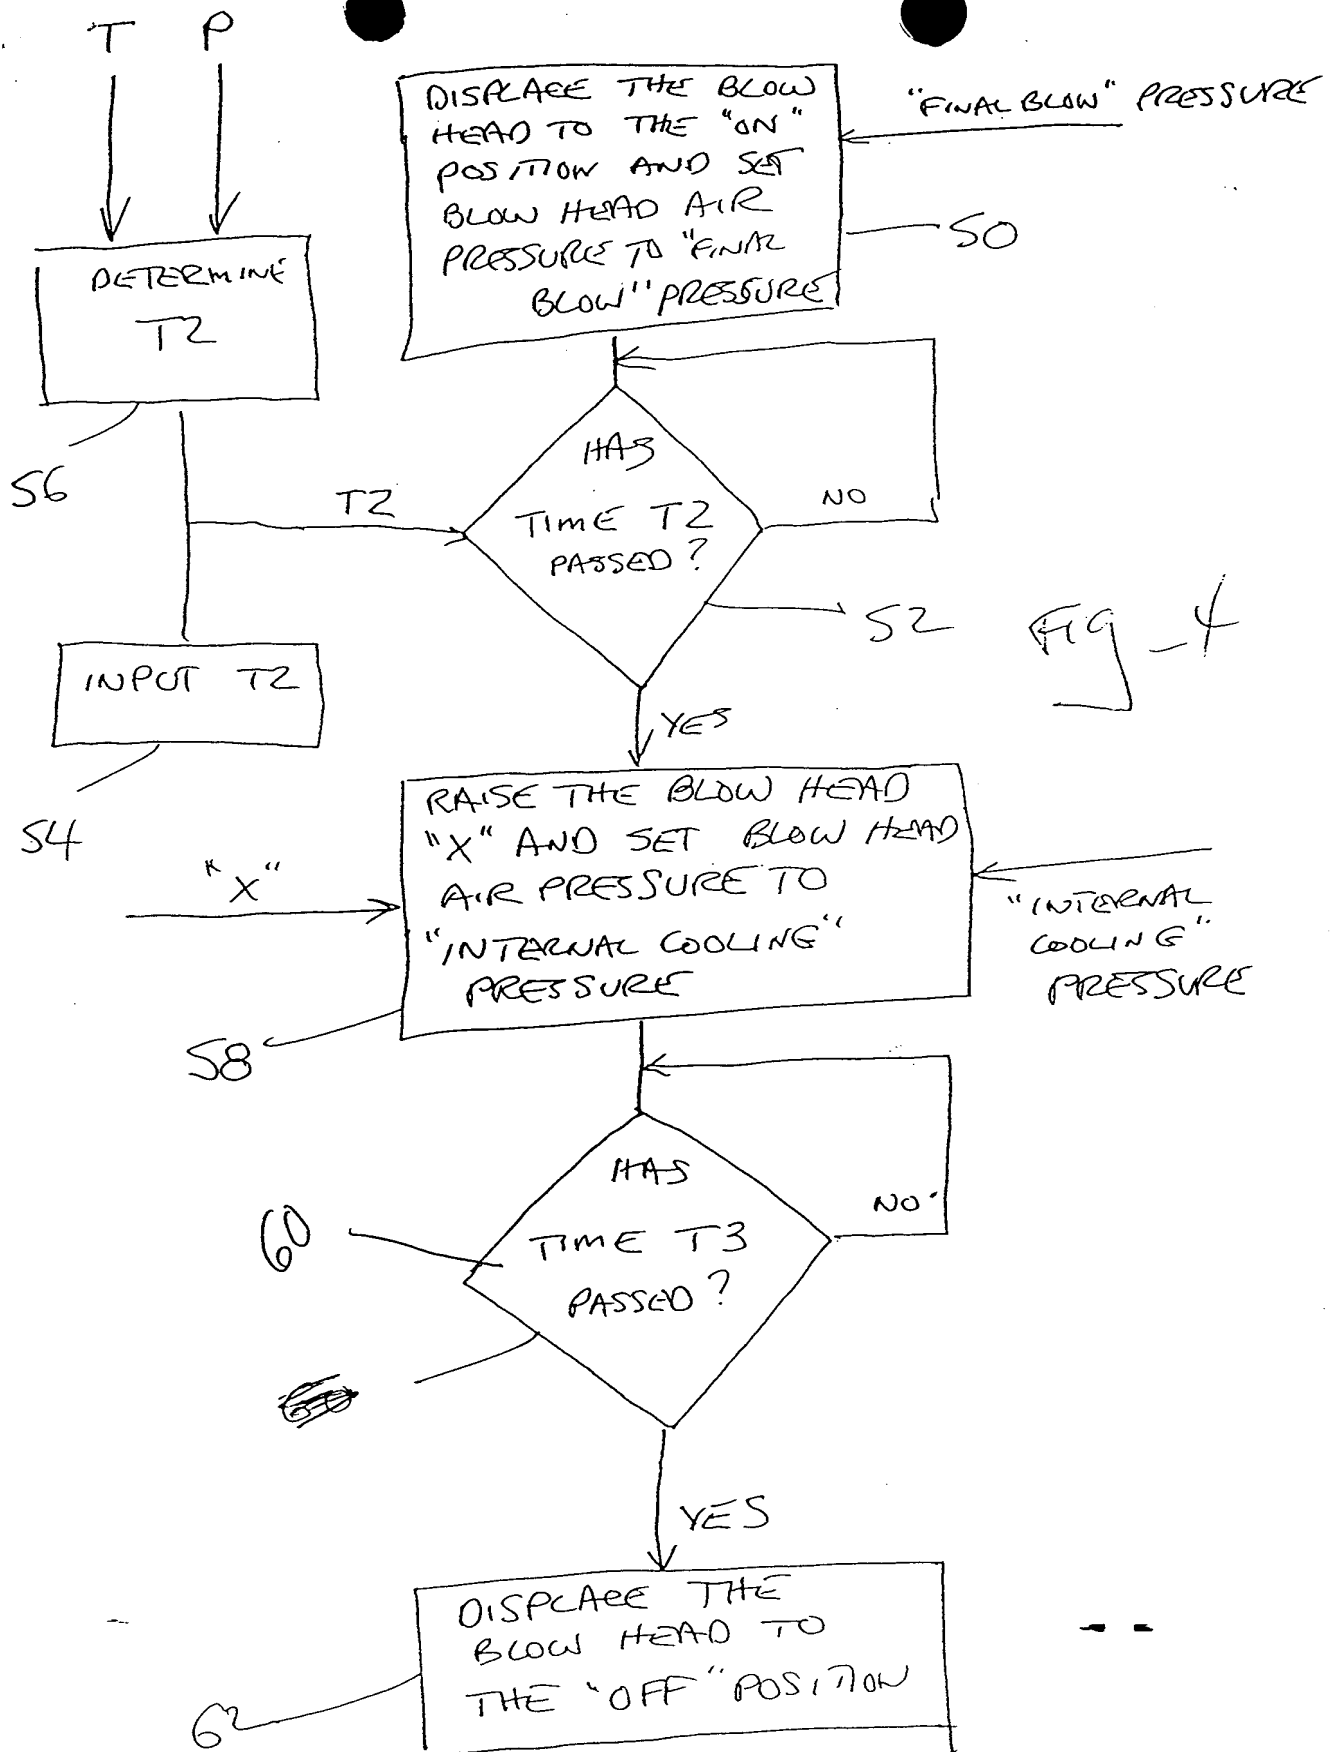 T P
DISPLACE THE BLOW
HEAD TO THE "ON"
POSITION AND SET
BLOW HEAD AIR
PRESSURE TO "FINAL
BLOW" PRESSURE
"FINAL BLOW" PRESSURE
50
DETERMINE
T2
56
T2
HAS
TIME T2
PASSED?
NO
52
Fig_4
INPUT T2
54
YES
RAISE THE BLOW HEAD
"X" AND SET BLOW HEAD
AIR PRESSURE TO
"INTERNAL COOLING"
PRESSURE
"X"
"INTERNAL
COOLING"
PRESSURE
58
HAS
TIME T3
PASSED?
NO
60
YES
DISPLACE THE
BLOW HEAD TO
THE "OFF" POSITION
62